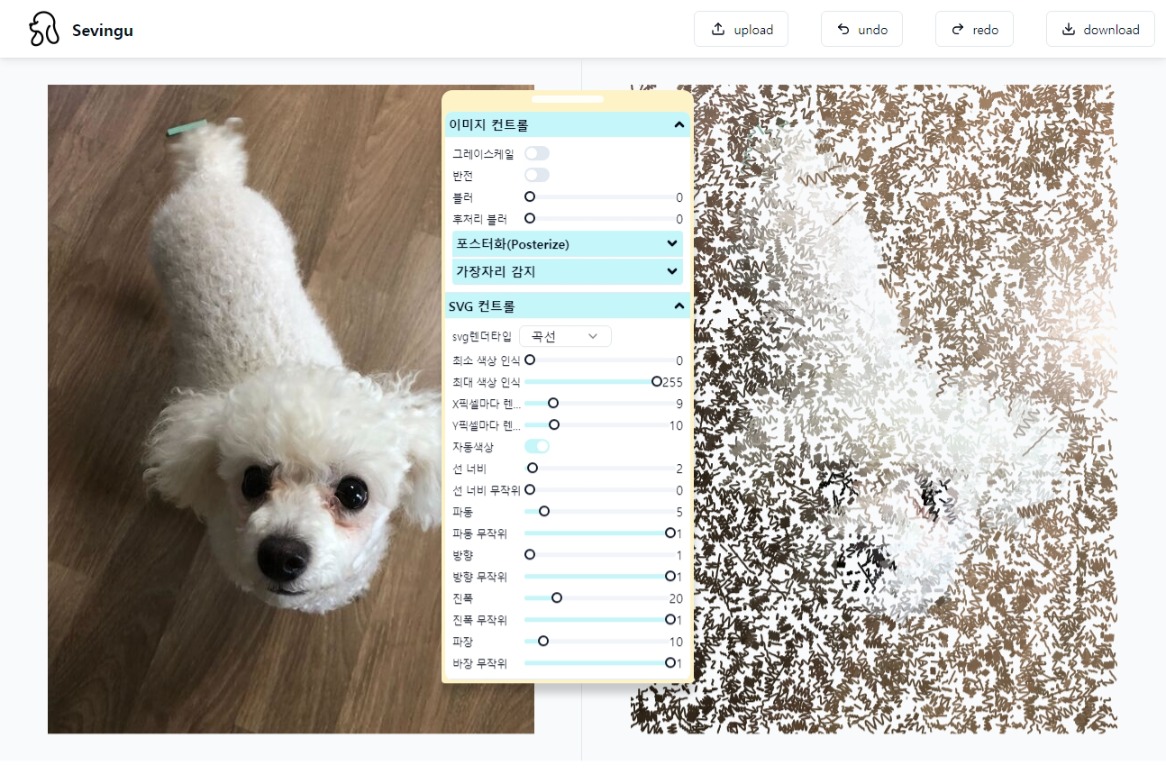 Sevingu
upload
undo
redo
download
이미지 컨트롤
그레이스케일
반전
블러 0
후처리 블러 0
포스터화(Posterize)
가장자리 감지
SVG 컨트롤
svg렌더타입 곡선
최소 색상 인식 0
최대 색상 인식 255
X픽셀마다 렌... 9
Y픽셀마다 렌... 10
자동색상
선 너비 2
선 너비 무작위 0
파동 5
파동 무작위 1
방향 1
방향 무작위 1
진폭 20
진폭 무작위 1
파장 10
바장 무작위 1